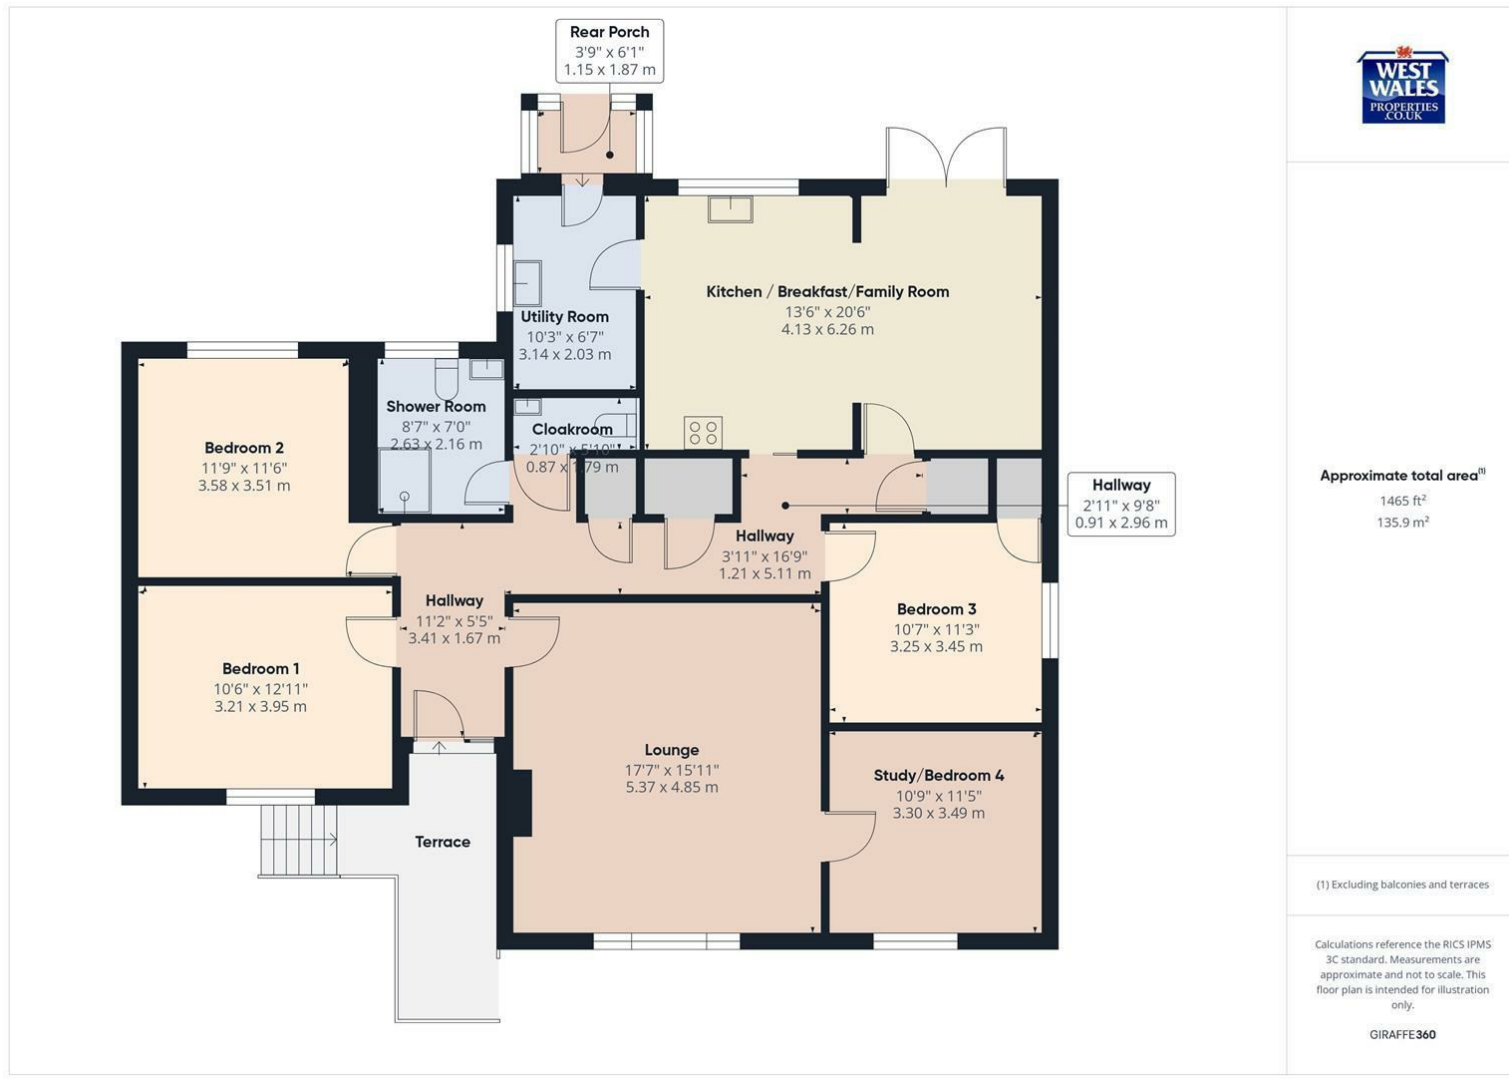 Rear Porch
3'9" x 6'1"
1.15 x 1.87 m
WEST
WALES
PROPERTIES
.CO.UK
Kitchen / Breakfast/Family Room
13'6" x 20'6"
4.13 x 6.26 m
Utility Room
10'3" x 6'7"
3.14 x 2.03 m
Shower Room
8'7" x 7'0"
2.63 x 2.16 m
Cloakroom
2'10" x 5'10"
0.87 x 1.79 m
Bedroom 2
11'9" x 11'6"
3.58 x 3.51 m
Hallway
2'11" x 9'8"
0.91 x 2.96 m
Hallway
3'11" x 16'9"
1.21 x 5.11 m
Hallway
11'2" x 5'5"
3.41 x 1.67 m
Bedroom 3
10'7" x 11'3"
3.25 x 3.45 m
Bedroom 1
10'6" x 12'11"
3.21 x 3.95 m
Lounge
17'7" x 15'11"
5.37 x 4.85 m
Study/Bedroom 4
10'9" x 11'5"
3.30 x 3.49 m
Terrace
Approximate total area(1)
1465 ft²
135.9 m²
(1) Excluding balconies and terraces
Calculations reference the RICS IPMS
3C standard. Measurements are
approximate and not to scale. This
floor plan is intended for illustration
only.
GIRAFFE360